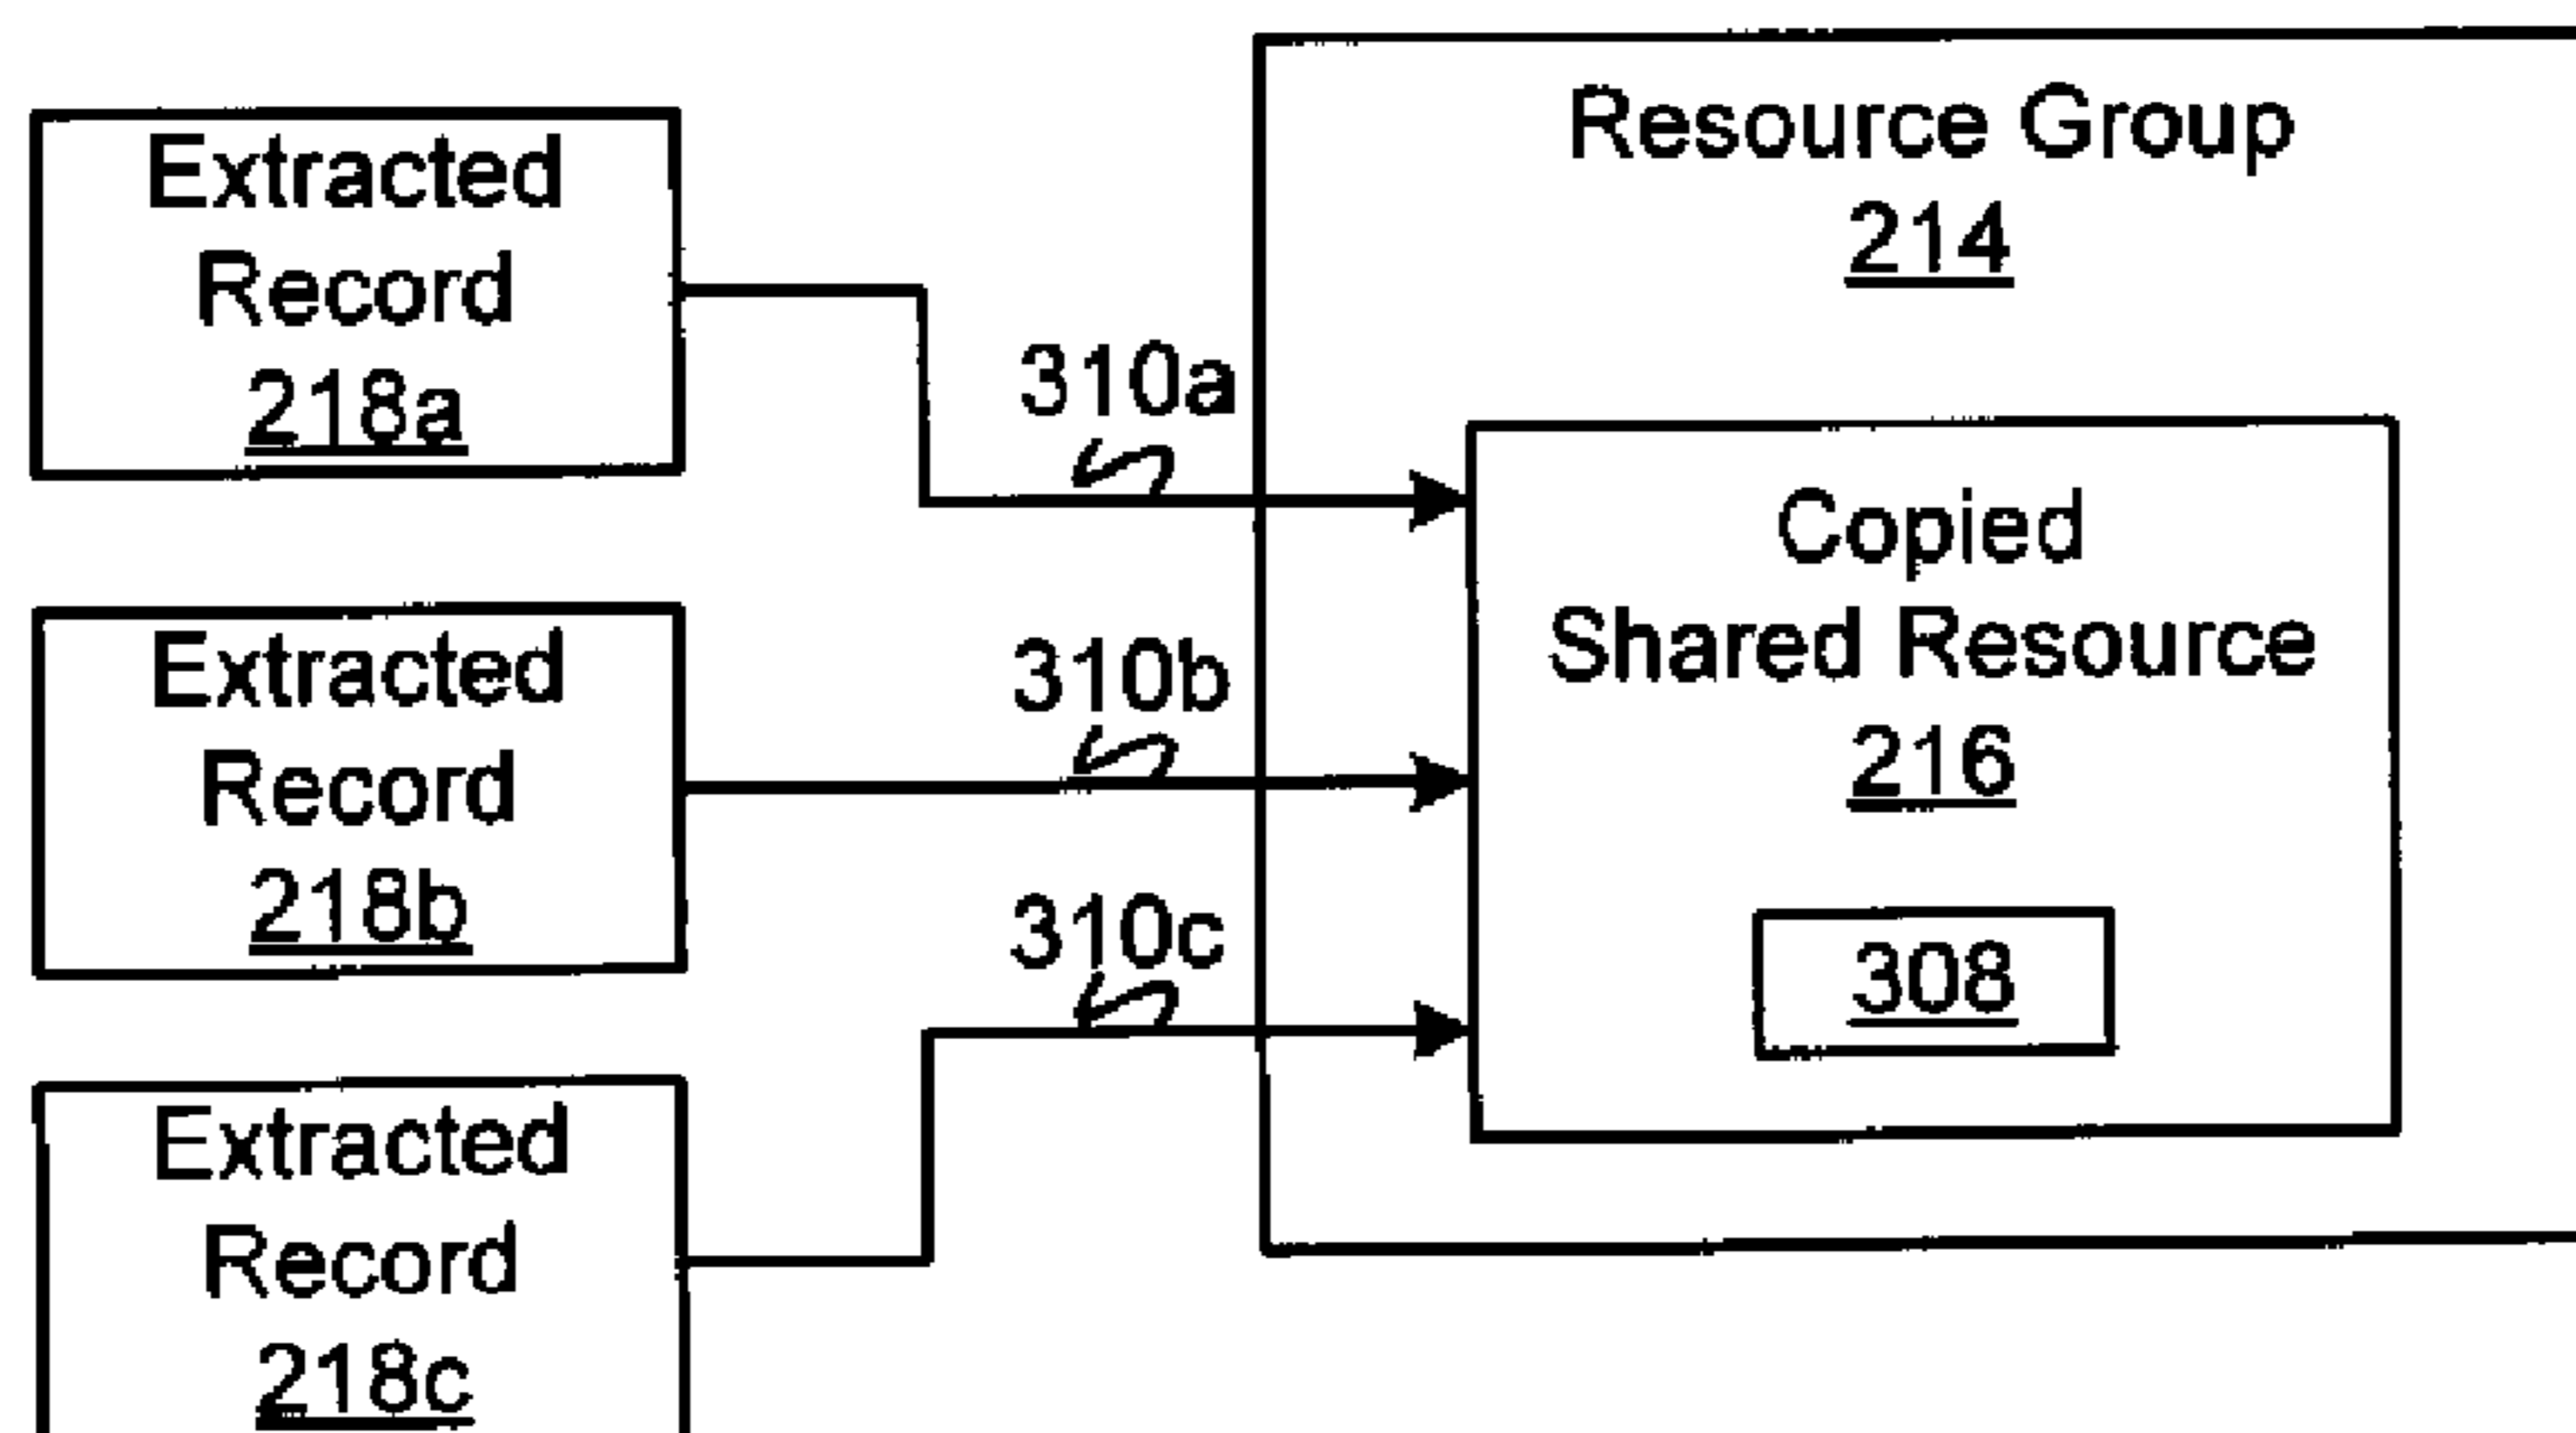 Extracted
Record
218a
Extracted
Record
218b
Extracted
Record
218c
310a
310b
310c
Resource Group
214
Copied
Shared Resource
216
308